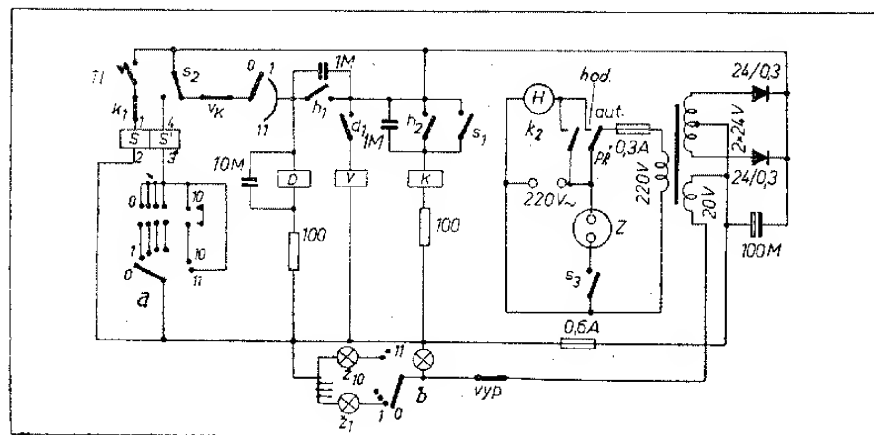 Tl
κ1
1
4
S
S'
2
3
s2
vK
0
1
11
1M
h1
d1
1M
h2
s1
10M
D
V
K
100
100
0
10
1
0
10
11
a
H
k2
hod.
aut.
př
0,3A
220V~
Z
s3
220V
2×24V
20V
24/0,3
24/0,3
100M
0,6A
ž10
11
ž1
1
0
b
vyp.